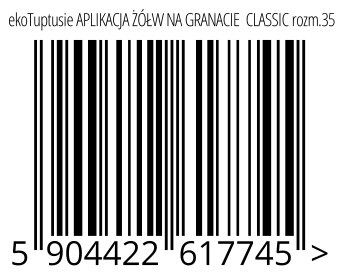 ekoTuptusie APLIKACJA ŻÓŁW NA GRANACIE  CLASSIC rozm.35
5 904422 617745 >